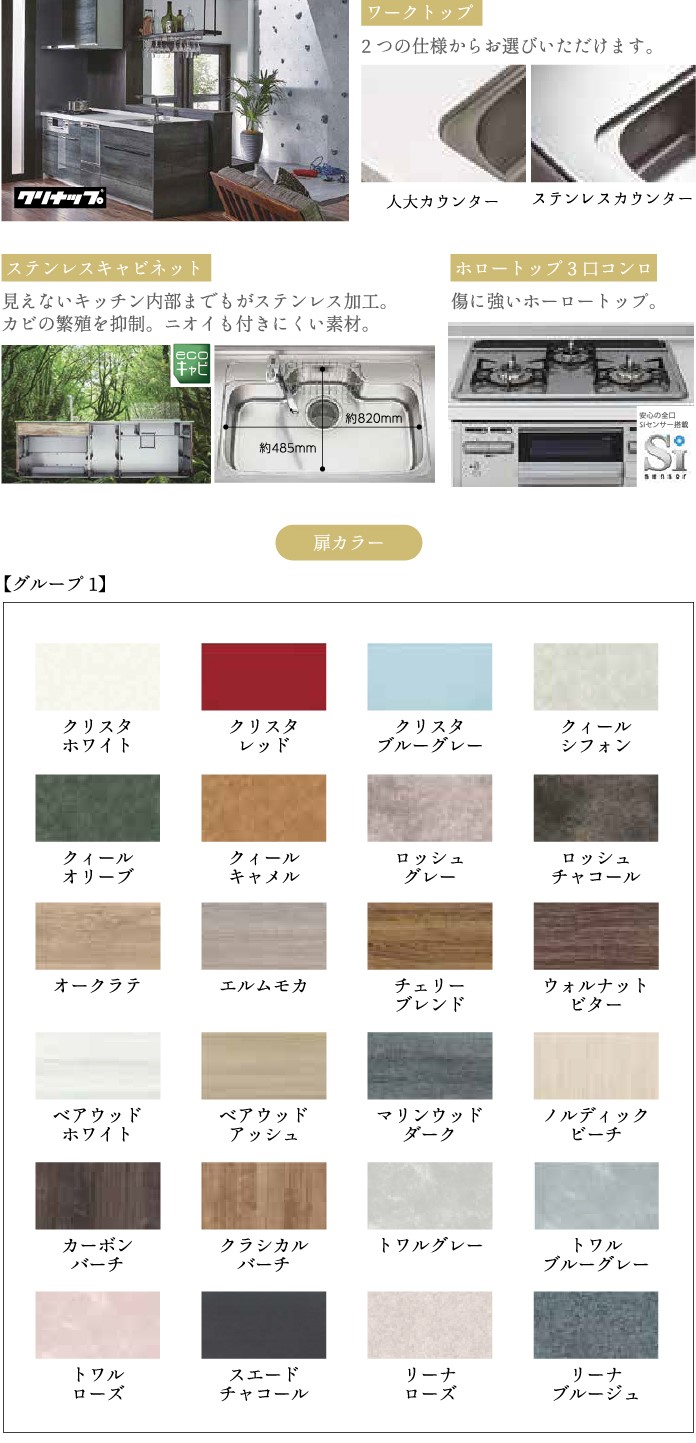 クリナップ
ワークトップ
2つの仕様からお選びいただけます。
人大カウンター
ステンレスカウンター
ステンレスキャビネット
見えないキッチン内部までもがステンレス加工。
カビの繁殖を抑制。ニオイも付きにくい素材。
eco
キャビ
約820mm
約485mm
ホロートップ3口コンロ
傷に強いホーロートップ。
安心の全口
Siセンサー搭載
Si
sensor
扉カラー
【グループ1】
クリスタ
ホワイト
クリスタ
レッド
クリスタ
ブルーグレー
クィール
シフォン
クィール
オリーブ
クィール
キャメル
ロッシュ
グレー
ロッシュ
チャコール
オークラテ
エルムモカ
チェリー
ブレンド
ウォルナット
ビター
ベアウッド
ホワイト
ベアウッド
アッシュ
マリンウッド
ダーク
ノルディック
ビーチ
カーボン
バーチ
クラシカル
バーチ
トワルグレー
トワル
ブルーグレー
トワル
ローズ
スエード
チャコール
リーナ
ローズ
リーナ
ブルージュ